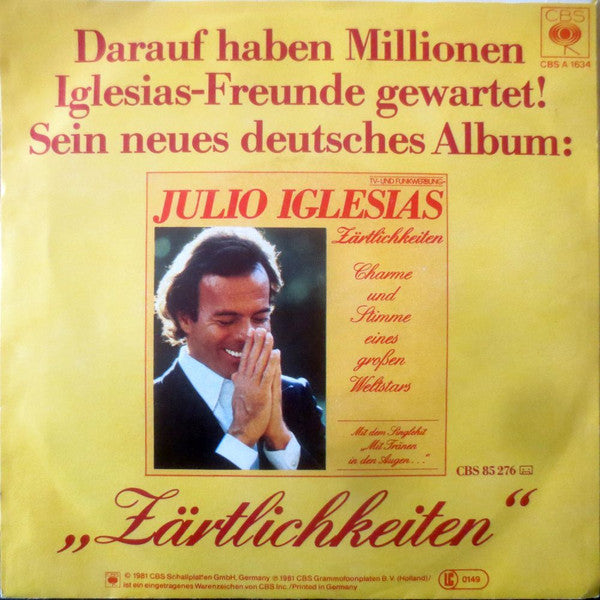 CBS
CBS A 1634
Darauf haben Millionen
Iglesias-Freunde gewartet!
Sein neues deutsches Album:
TV- UND FUNKWERBUNG
JULIO IGLESIAS
Zärtlichkeiten
Charme
und
Stimme
eines
großen
Weltstars
Mit dem Singlehit
„Mit Tränen
in den Augen . . .“
CBS 85 276
„Zärtlichkeiten“
© 1981 CBS Schallplatten GmbH, Germany ℗ 1981 CBS Grammofoonplaten B. V. (Holland)/
ist ein eingetragenes Warenzeichen von CBS Inc./Printed in Germany
LC 0149